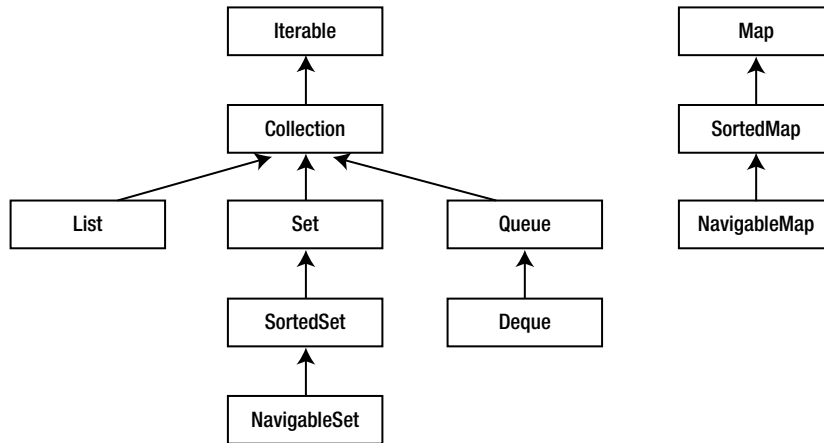 Iterable
Map
Collection
SortedMap
List
Set
Queue
NavigableMap
SortedSet
Deque
NavigableSet